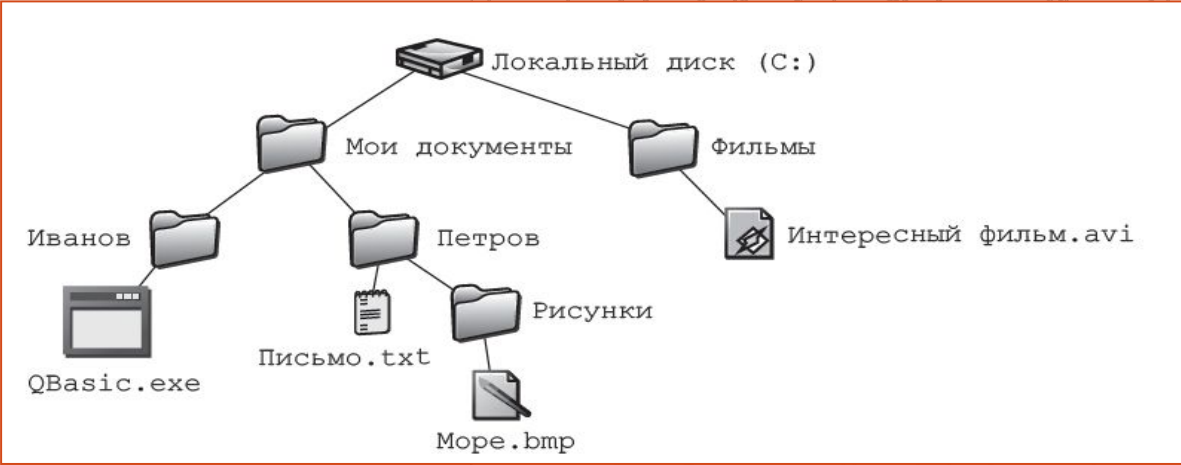 Локальный диск (C:)
Мои документы
Фильмы
Иванов
Петров
Интересный фильм.avi
Рисунки
Письмо.txt
QBasic.exe
Море.bmp